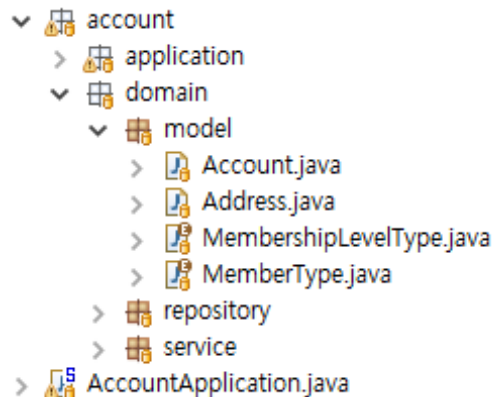 account
application
domain
model
Account.java
Address.java
MembershipLevelType.java
MemberType.java
repository
service
AccountApplication.java